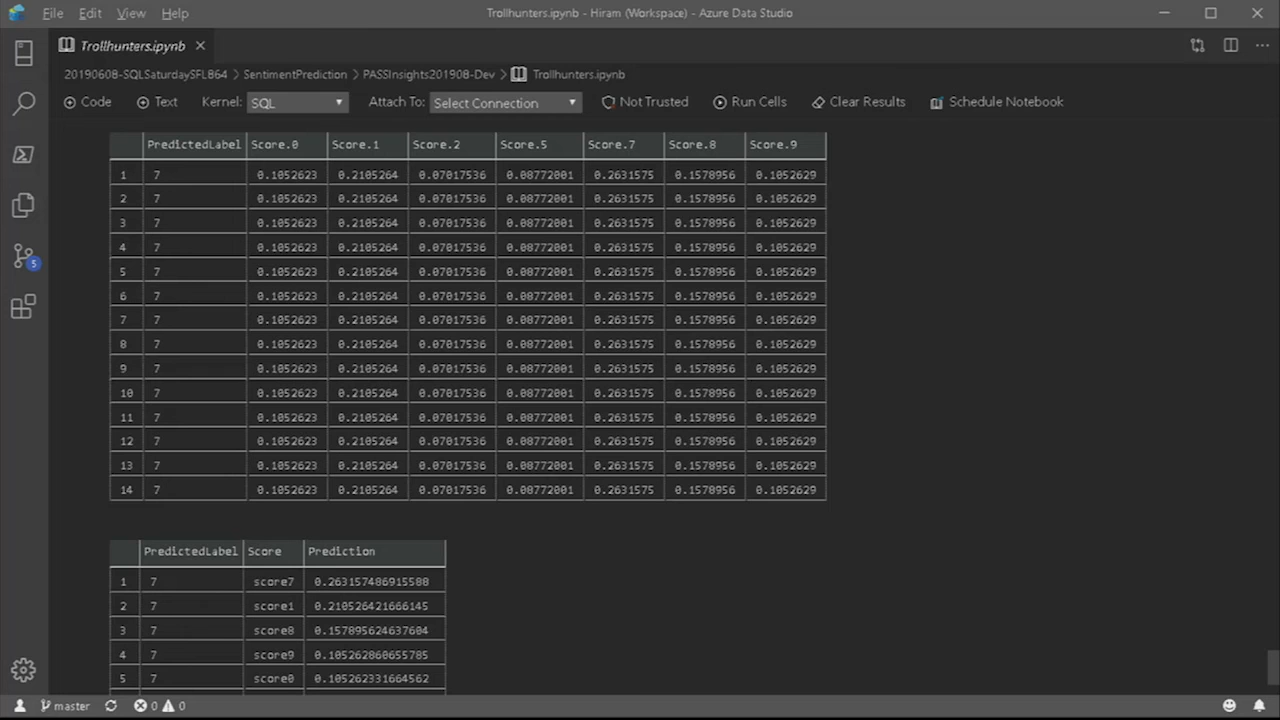 File Edit View Help Trollhunters.ipynb - Hiram (Workspace) - Azure Data Studio
Trollhunters.ipynb
20190608-SQLSaturdaySFL864 > SentimentPrediction > PASSInsights201908-Dev > Trollhunters.ipynb
Code Text Kernel: SQL Attach To: Select Connection Not Trusted Run Cells Clear Results Schedule Notebook
PredictedLabel Score.0 Score.1 Score.2 Score.5 Score.7 Score.8 Score.9
1 7 0.1052623 0.2105264 0.07017536 0.08772001 0.2631575 0.1578956 0.1052629
2 7 0.1052623 0.2105264 0.07017536 0.08772001 0.2631575 0.1578956 0.1052629
3 7 0.1052623 0.2105264 0.07017536 0.08772001 0.2631575 0.1578956 0.1052629
4 7 0.1052623 0.2105264 0.07017536 0.08772001 0.2631575 0.1578956 0.1052629
5 7 0.1052623 0.2105264 0.07017536 0.08772001 0.2631575 0.1578956 0.1052629
6 7 0.1052623 0.2105264 0.07017536 0.08772001 0.2631575 0.1578956 0.1052629
7 7 0.1052623 0.2105264 0.07017536 0.08772001 0.2631575 0.1578956 0.1052629
8 7 0.1052623 0.2105264 0.07017536 0.08772001 0.2631575 0.1578956 0.1052629
9 7 0.1052623 0.2105264 0.07017536 0.08772001 0.2631575 0.1578956 0.1052629
10 7 0.1052623 0.2105264 0.07017536 0.08772001 0.2631575 0.1578956 0.1052629
11 7 0.1052623 0.2105264 0.07017536 0.08772001 0.2631575 0.1578956 0.1052629
12 7 0.1052623 0.2105264 0.07017536 0.08772001 0.2631575 0.1578956 0.1052629
13 7 0.1052623 0.2105264 0.07017536 0.08772001 0.2631575 0.1578956 0.1052629
14 7 0.1052623 0.2105264 0.07017536 0.08772001 0.2631575 0.1578956 0.1052629
PredictedLabel Score Prediction
1 7 score7 0.263157486915588
2 7 score1 0.210526421666145
3 7 score8 0.157895624637604
4 7 score9 0.105262860655785
5 7 score0 0.105262331664562
5
master 0 0